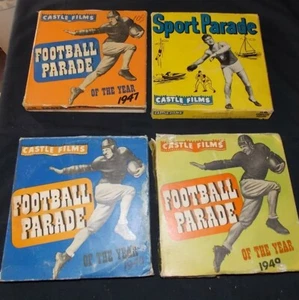 CASTLE FILMS
FOOTBALL
PARADE
OF THE YEAR
1947
Sport Parade
CASTLE FILMS
CASTLE FILMS
FOOTBALL
PARADE
OF THE YEAR
CASTLE FILMS
FOOTBALL
PARADE
OF THE YEAR
1949